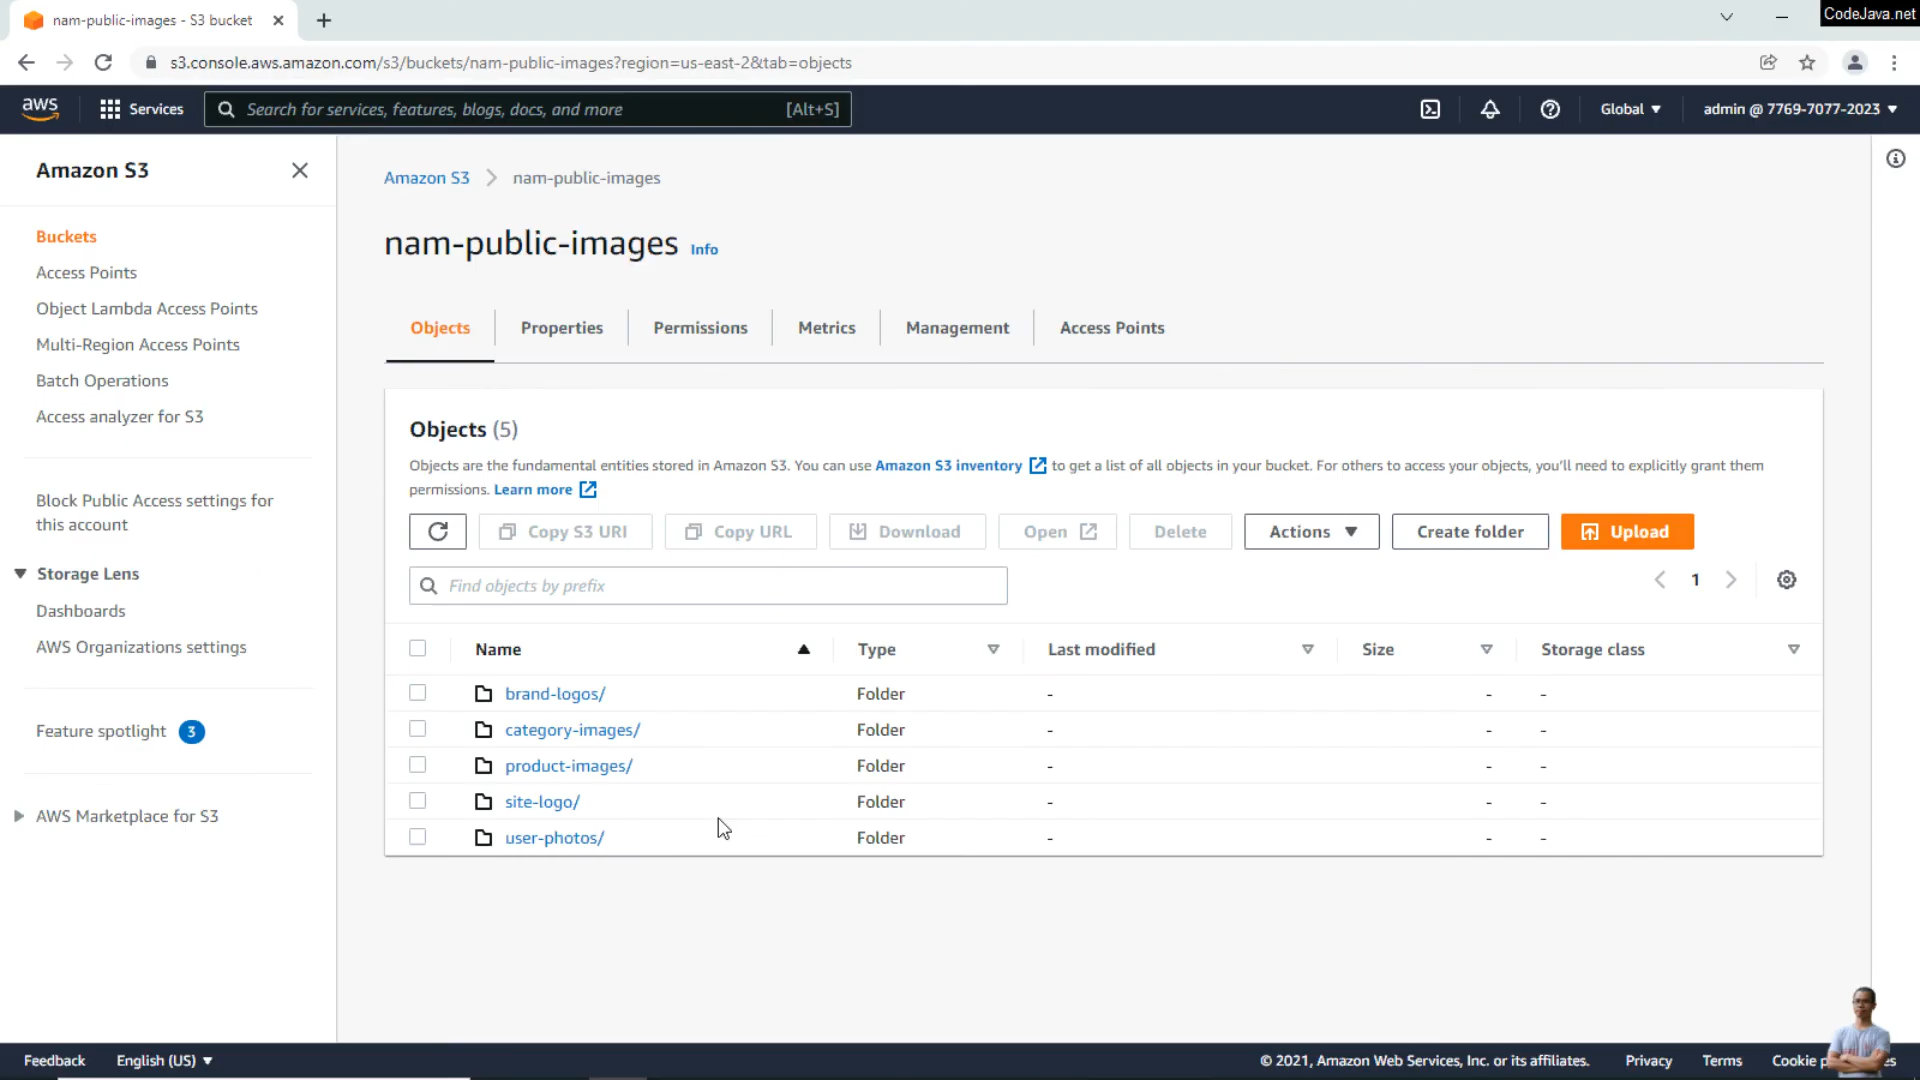 nam-public-images - S3 bucket
CodeJava.net
s3.console.aws.amazon.com/s3/buckets/nam-public-images?region=us-east-2&tab=objects
aws
Services
Search for services, features, blogs, docs, and more
[Alt+S]
Global
admin @ 7769-7077-2023
Amazon S3
Buckets
Access Points
Object Lambda Access Points
Multi-Region Access Points
Batch Operations
Access analyzer for S3
Block Public Access settings for
this account
Storage Lens
Dashboards
AWS Organizations settings
Feature spotlight 3
AWS Marketplace for S3
Amazon S3 nam-public-images
nam-public-images Info
Objects Properties Permissions Metrics Management Access Points
Objects (5)
Objects are the fundamental entities stored in Amazon S3. You can use Amazon S3 inventory to get a list of all objects in your bucket. For others to access your objects, you'll need to explicitly grant them
permissions. Learn more
Copy S3 URI Copy URL Download Open Delete Actions Create folder Upload
Find objects by prefix
1
Name Type Last modified Size Storage class
brand-logos/ Folder - - -
category-images/ Folder - - -
product-images/ Folder - - -
site-logo/ Folder - - -
user-photos/ Folder - - -
Feedback English (US) © 2021, Amazon Web Services, Inc. or its affiliates. Privacy Terms Cookie